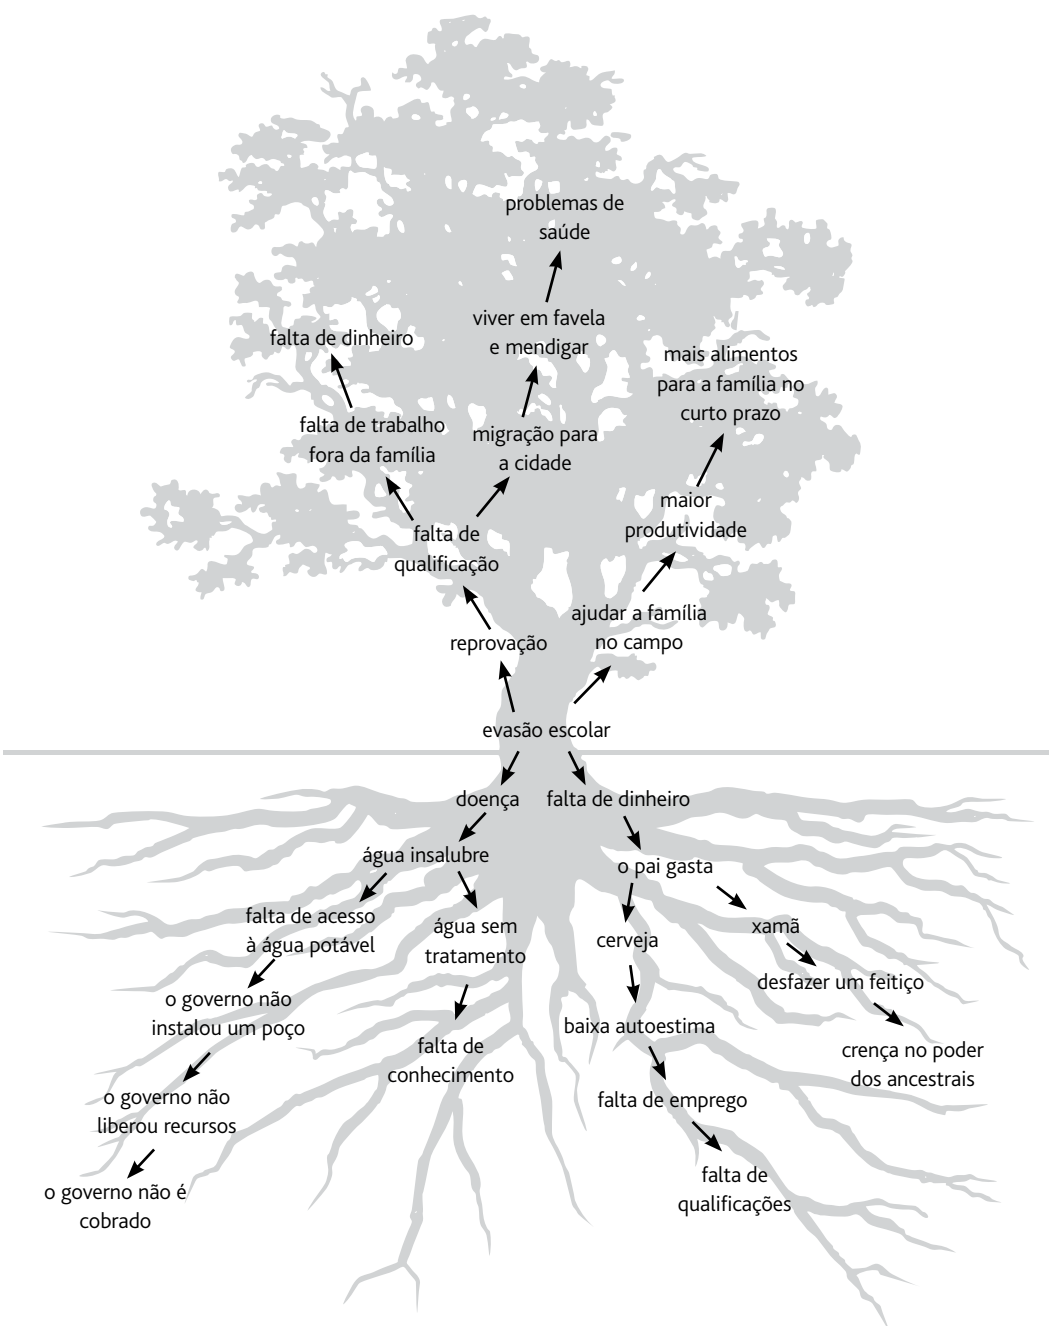 problemas de
saúde
viver em favela
e mendigar
falta de dinheiro
mais alimentos
para a família no
curto prazo
falta de trabalho
fora da família
migração para
a cidade
maior
produtividade
falta de
qualificação
ajudar a família
no campo
reprovação
evasão escolar
doença
falta de dinheiro
água insalubre
o pai gasta
falta de acesso
à água potável
água sem
tratamento
cerveja
xamã
desfazer um feitiço
o governo não
instalou um poço
baixa autoestima
falta de
conhecimento
crença no poder
dos ancestrais
o governo não
liberou recursos
falta de emprego
falta de
qualificações
o governo não é
cobrado